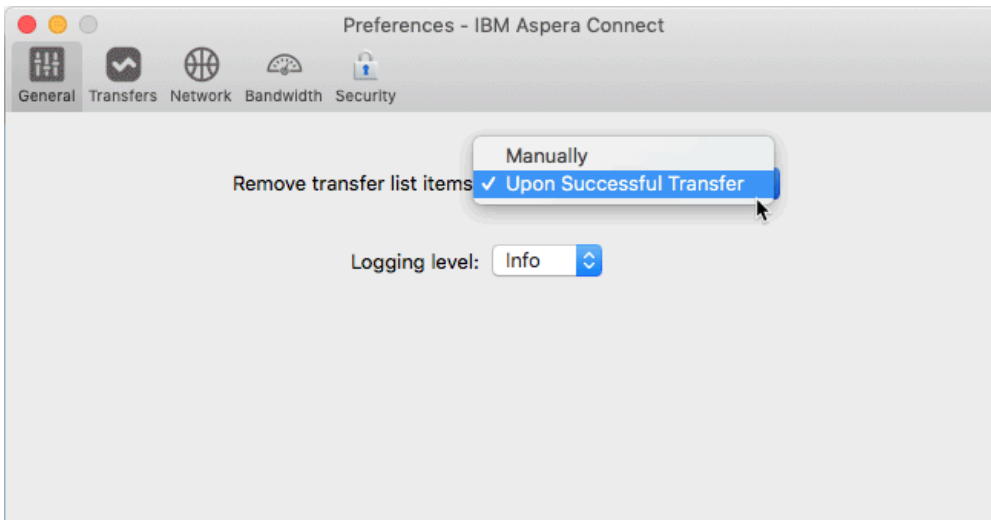 Preferences - IBM Aspera Connect
General Transfers Network Bandwidth Security
Manually
Remove transfer list items ✓ Upon Successful Transfer
Logging level: Info